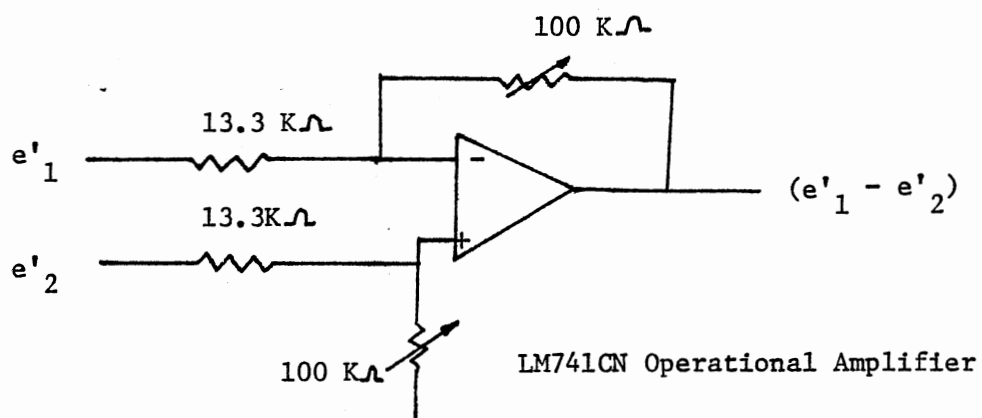 100 KΩ
13.3 KΩ
e'1
-
(e'1 - e'2)
13.3KΩ
+
e'2
100 KΩ
LM741CN Operational Amplifier